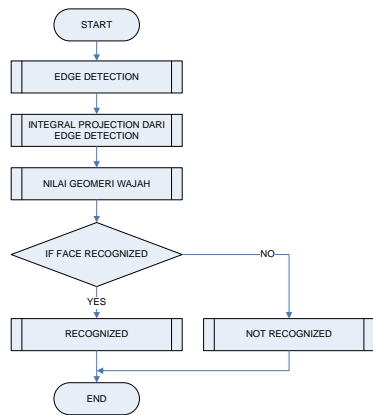 START
EDGE DETECTION
INTEGRAL PROJECTION DARI
EDGE DETECTION
NILAI GEOMERI WAJAH
IF FACE RECOGNIZED
NO
YES
RECOGNIZED
NOT RECOGNIZED
END